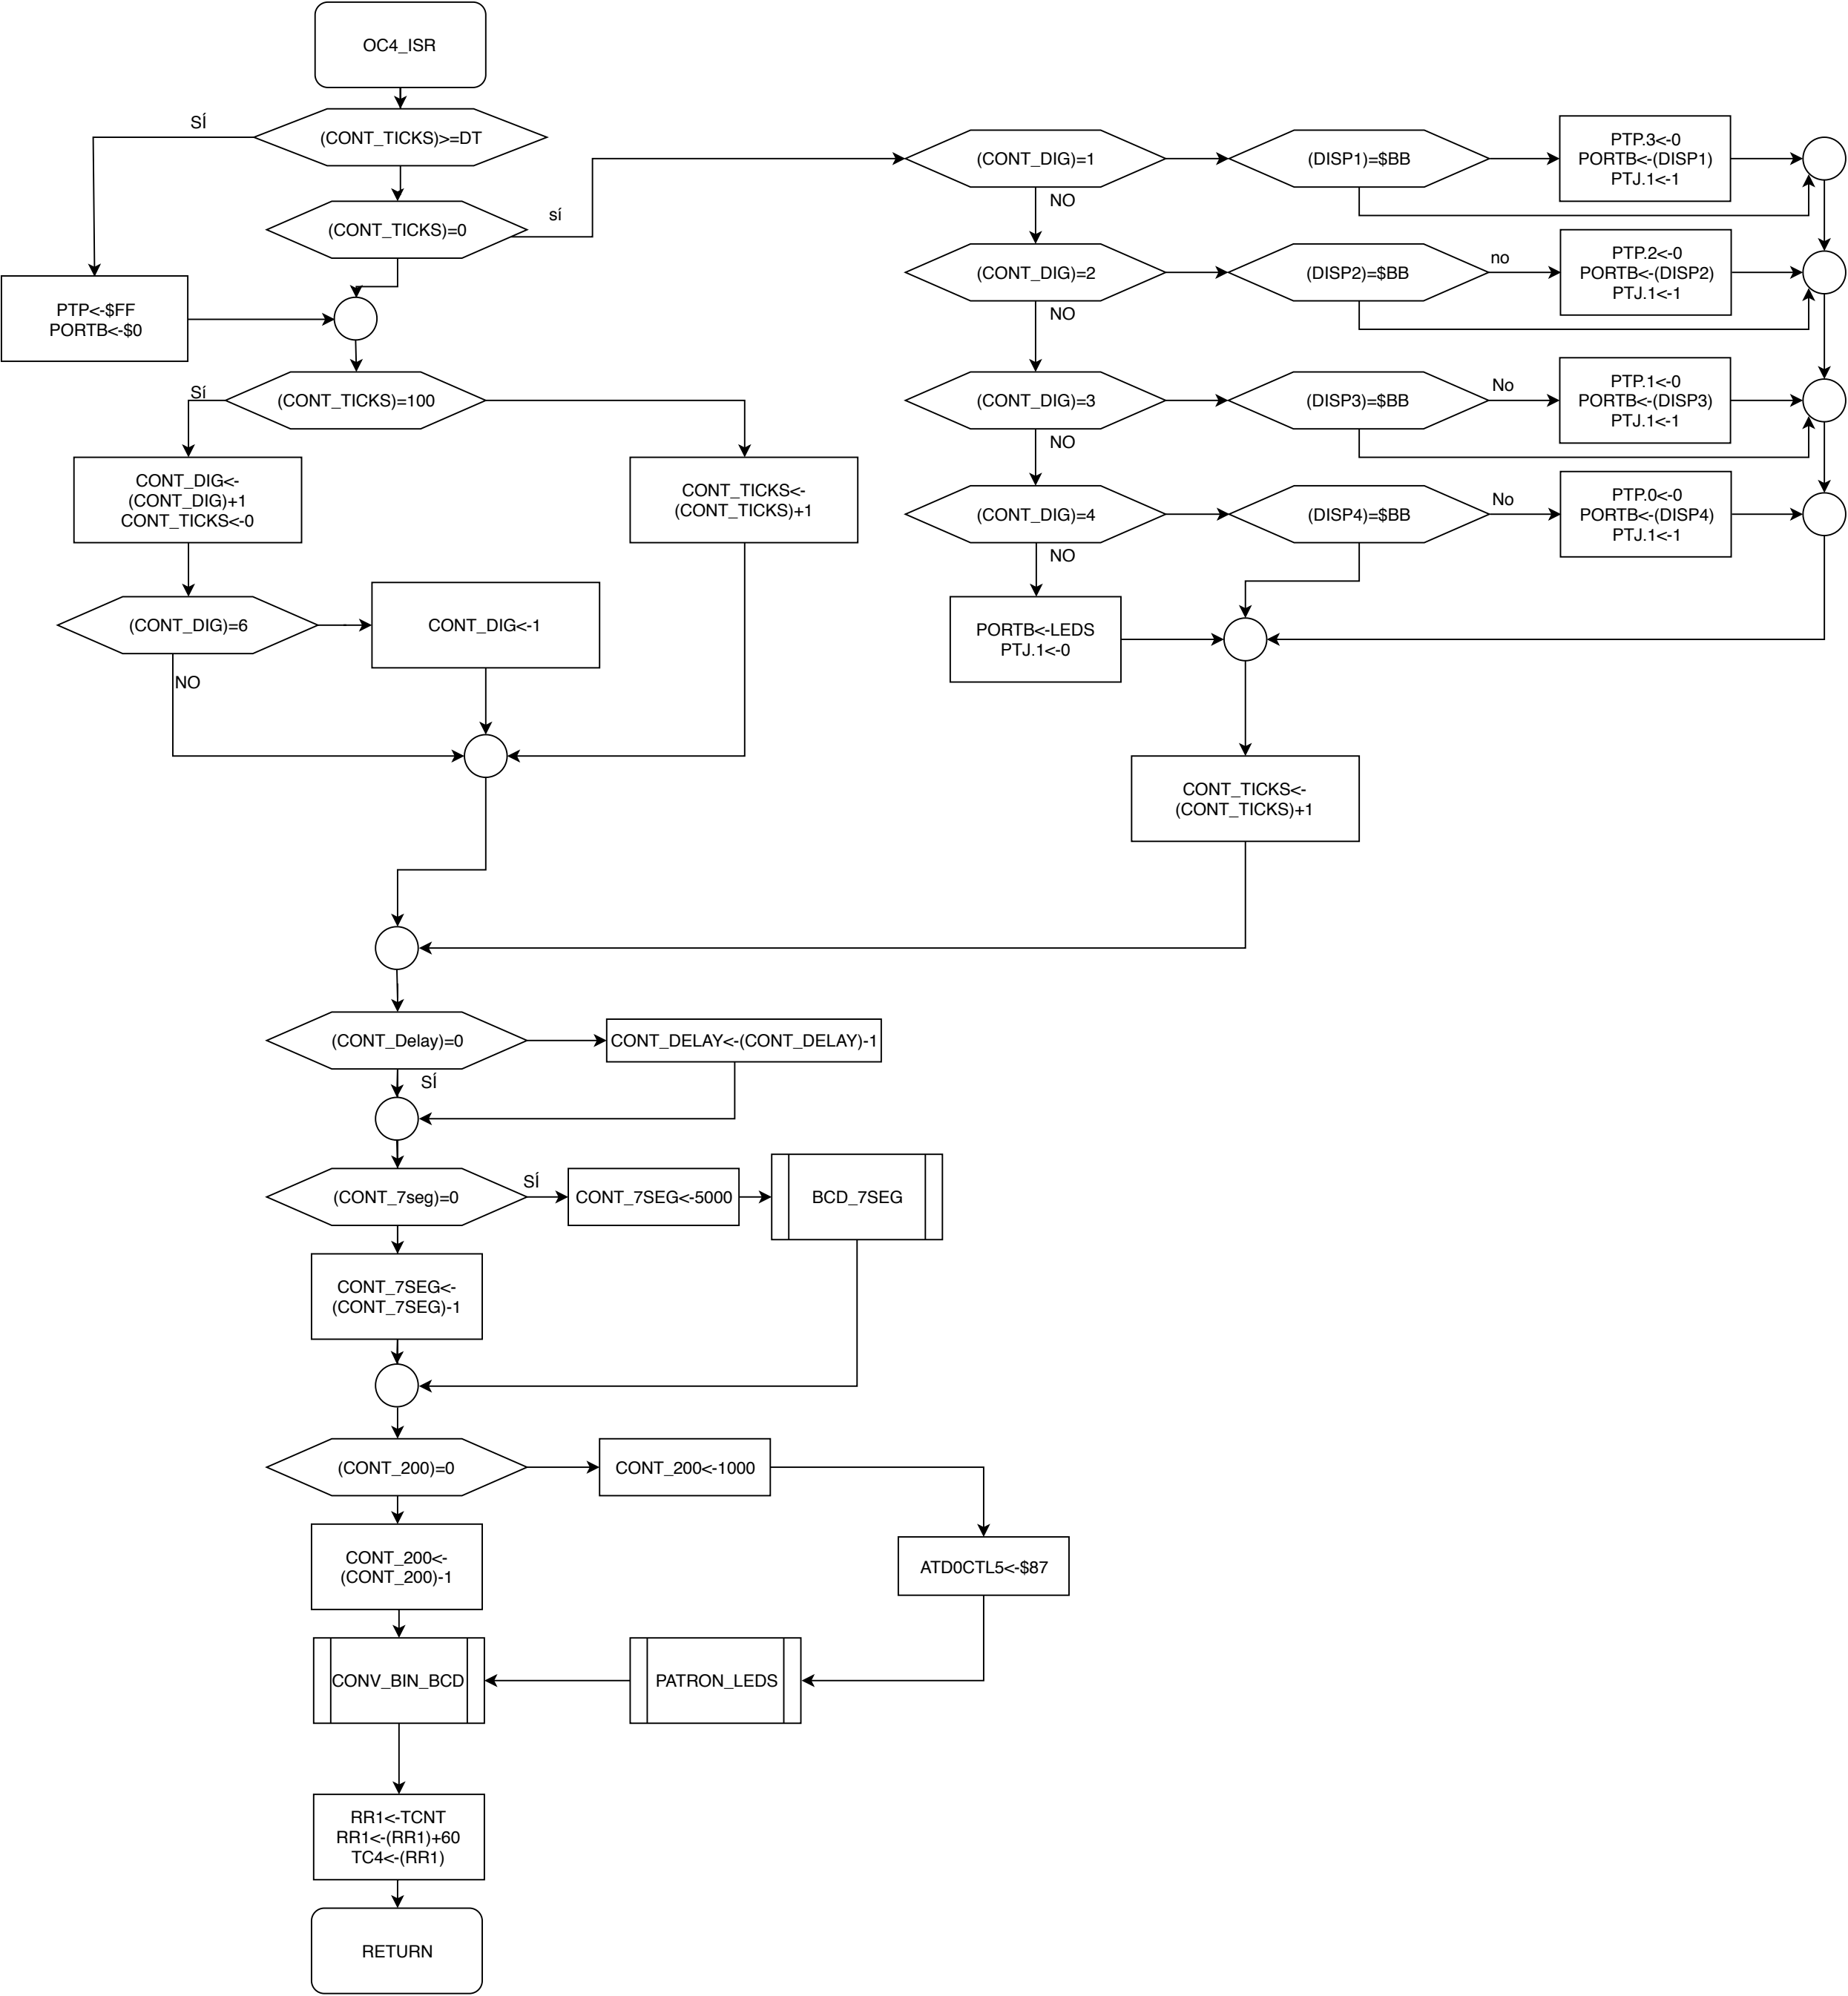 OC4_ISR
SÍ
(CONT_TICKS)>=DT
(CONT_TICKS)=0
sí
PTP<-$FF
PORTB<-$0
Sí
(CONT_TICKS)=100
CONT_DIG<-
(CONT_DIG)+1
CONT_TICKS<-0
CONT_TICKS<-
(CONT_TICKS)+1
(CONT_DIG)=6
CONT_DIG<-1
NO
(CONT_DIG)=1
(DISP1)=$BB
PTP.3<-0
PORTB<-(DISP1)
PTJ.1<-1
NO
(CONT_DIG)=2
(DISP2)=$BB
no
PTP.2<-0
PORTB<-(DISP2)
PTJ.1<-1
NO
(CONT_DIG)=3
(DISP3)=$BB
No
PTP.1<-0
PORTB<-(DISP3)
PTJ.1<-1
NO
(CONT_DIG)=4
(DISP4)=$BB
No
PTP.0<-0
PORTB<-(DISP4)
PTJ.1<-1
NO
PORTB<-LEDS
PTJ.1<-0
CONT_TICKS<-
(CONT_TICKS)+1
(CONT_Delay)=0
CONT_DELAY<-(CONT_DELAY)-1
SÍ
(CONT_7seg)=0
SÍ
CONT_7SEG<-5000
BCD_7SEG
CONT_7SEG<-
(CONT_7SEG)-1
(CONT_200)=0
CONT_200<-1000
CONT_200<-
(CONT_200)-1
ATD0CTL5<-$87
CONV_BIN_BCD
PATRON_LEDS
RR1<-TCNT
RR1<-(RR1)+60
TC4<-(RR1)
RETURN